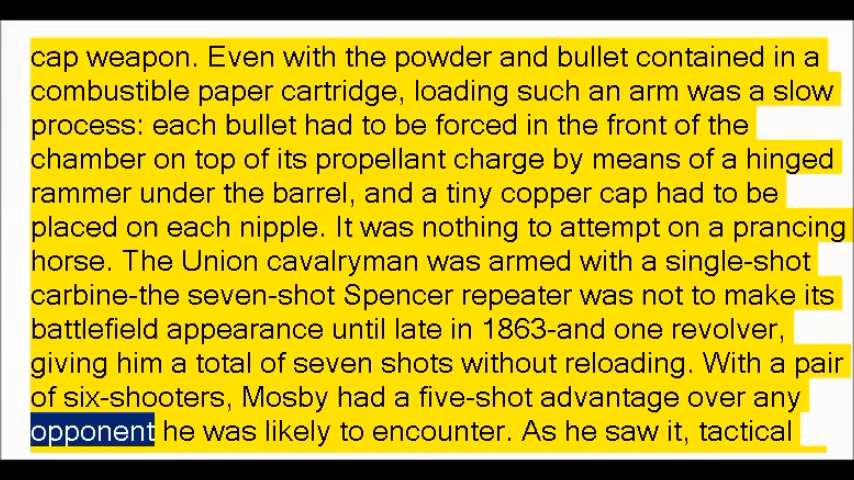 cap weapon. Even with the powder and bullet contained in a
combustible paper cartridge, loading such an arm was a slow
process: each bullet had to be forced in the front of the
chamber on top of its propellant charge by means of a hinged
rammer under the barrel, and a tiny copper cap had to be
placed on each nipple. It was nothing to attempt on a prancing
horse. The Union cavalryman was armed with a single-shot
carbine-the seven-shot Spencer repeater was not to make its
battlefield appearance until late in 1863-and one revolver,
giving him a total of seven shots without reloading. With a pair
of six-shooters, Mosby had a five-shot advantage over any
opponent he was likely to encounter. As he saw it, tactical